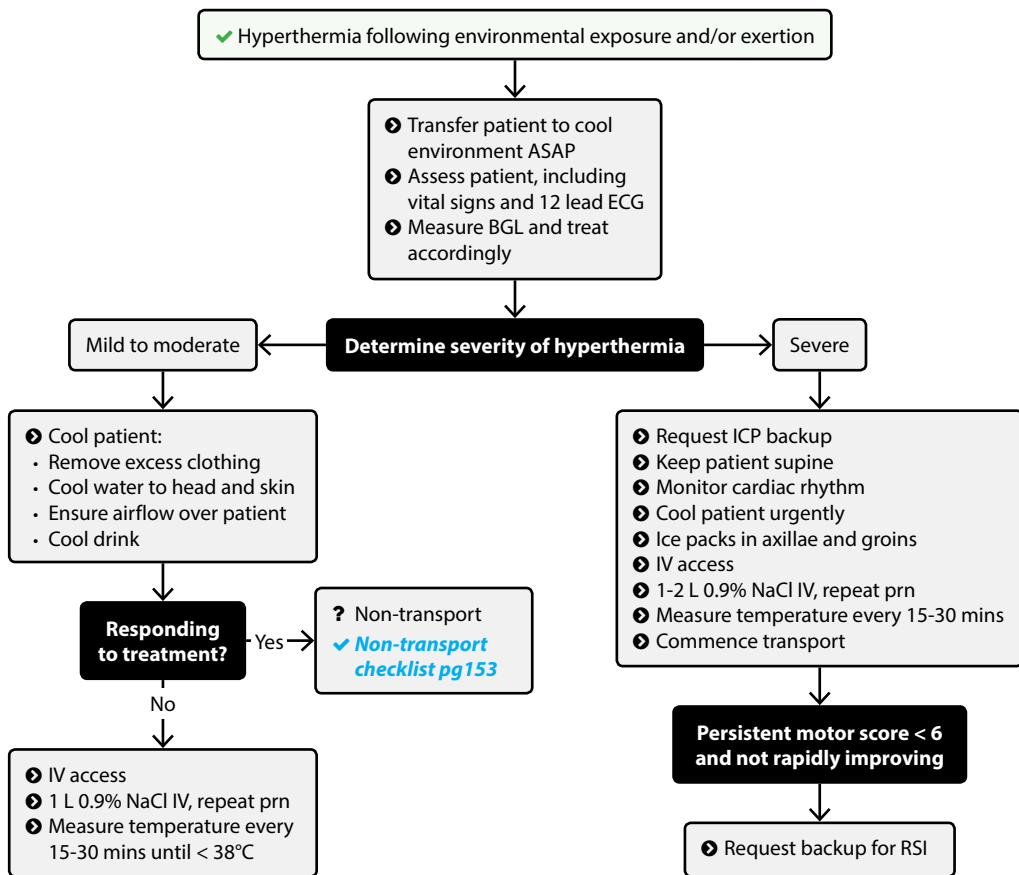 ✓ Hyperthermia following environmental exposure and/or exertion
Transfer patient to cool
environment ASAP
Assess patient, including
vital signs and 12 lead ECG
Measure BGL and treat
accordingly
Mild to moderate
Determine severity of hyperthermia
Severe
Cool patient:
• Remove excess clothing
• Cool water to head and skin
• Ensure airflow over patient
• Cool drink
Responding
to treatment?
Yes
? Non-transport
✓ Non-transport
checklist pg153
No
IV access
1 L 0.9% NaCl IV, repeat prn
Measure temperature every
15-30 mins until < 38°C
Request ICP backup
Keep patient supine
Monitor cardiac rhythm
Cool patient urgently
Ice packs in axillae and groins
IV access
1-2 L 0.9% NaCl IV, repeat prn
Measure temperature every 15-30 mins
Commence transport
Persistent motor score < 6
and not rapidly improving
Request backup for RSI